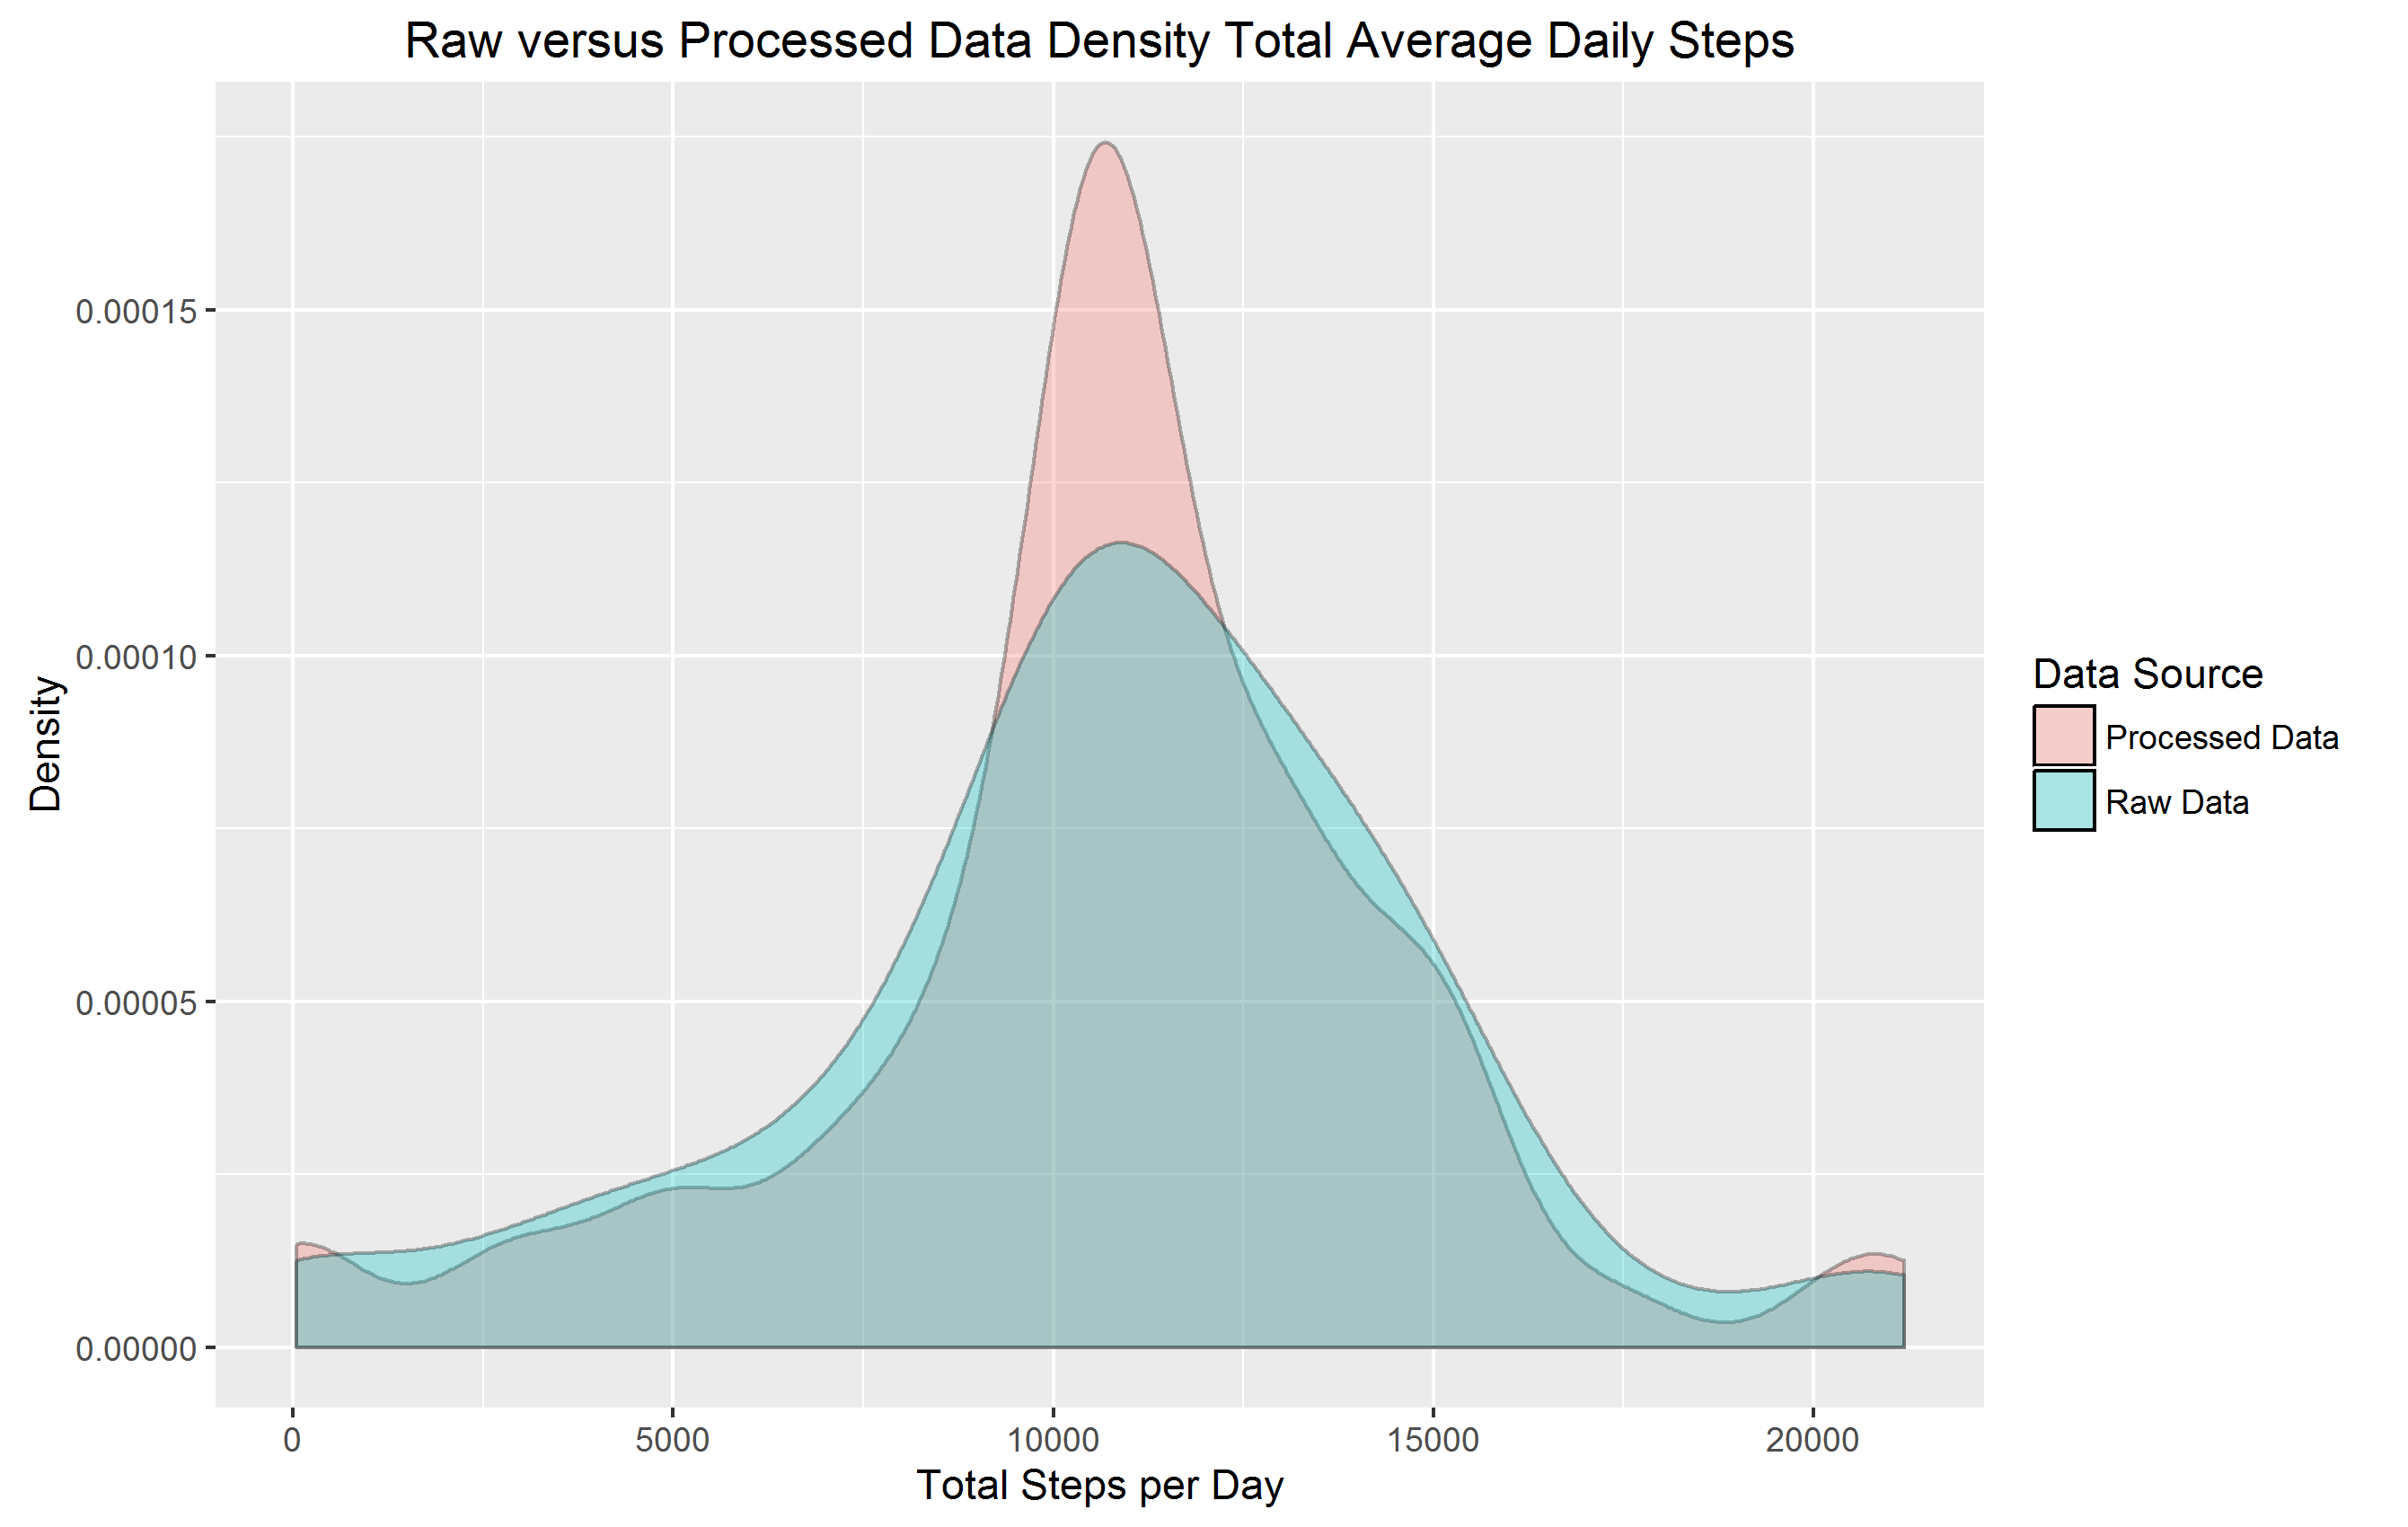 Raw versus Processed Data Density Total Average Daily Steps
0.00015
0.00010
0.00005
0.00000
Density
0
5000
10000
15000
20000
Total Steps per Day
Data Source
Processed Data
Raw Data